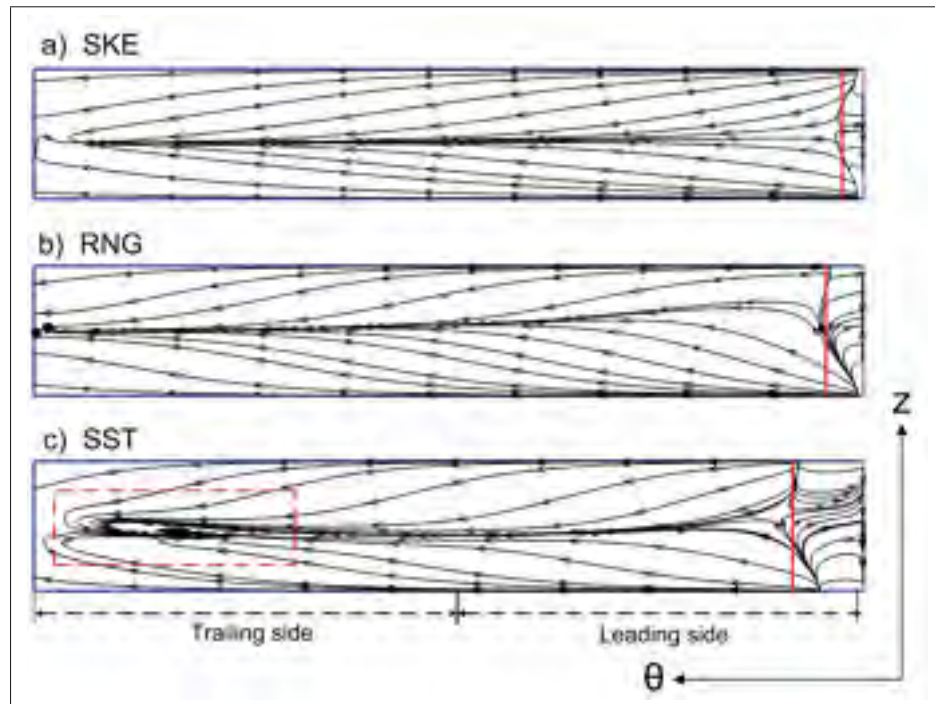 a) SKE
b) RNG
c) SST
Z
Trailing side
Leading side
θ